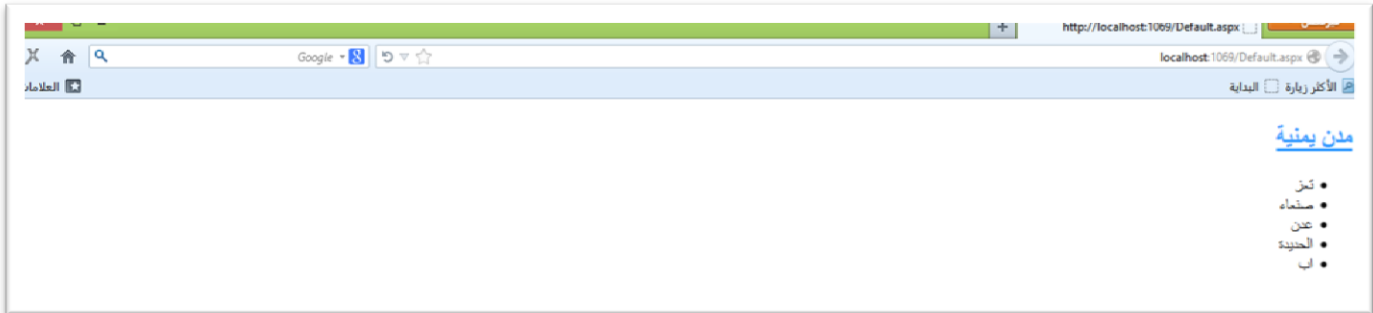 http://localhost:1069/Default.aspx
localhost:1069/Default.aspx
Google
الأكثر زيارة البداية
مدن يمنية
تعز
صنعاء
عدن
الحديدة
اب